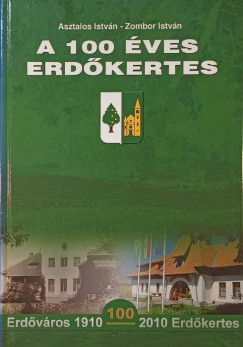 Asztalos István - Zombor István
A 100 ÉVES
ERDŐKERTES
100
Erdőváros 1910 2010 Erdőkertes